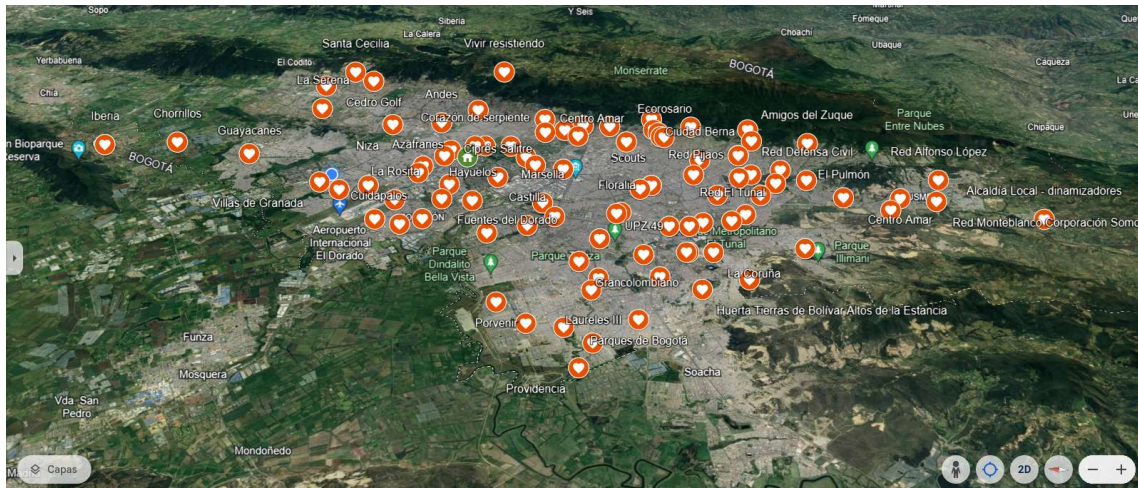 Sopo
Y Seis
Siberia
La Calera
Fómeque
Choachi
Ubaque
Santa Cecilia
Vivir resistiendo
Yerbabuena
El Codito
Monserrate
BOGOTÁ
Caqueza
La Serena
Chía
Andes
Cedro Golf
Iberia
Chorrillos
Corazón de serpiente
Centro Amar
Ecorosario
Amigos del Zuque
Parque
Entre Nubes
Chipaque
Guayacanes
Ciudad Berna
n Bioparque
eserva
BOGOTÁ
Niza
Azafranes
Cipres Salitre
Scouts
Red Pijaos
Red Defensa Civil
Red Alfonso López
La Rosita
Hayuelos
Marsella
El Pulmón
Floralia
Red El Tunal
Alcaldía Local - dinamizadores
Villas de Granada
Cuidapalos
Castilla
Centro Amar
Red Monteblanco
Corporación Somo
Fuentes del Dorado
UPZ 49
Metropolitano
El Tunal
Aeropuerto
Internacional
El Dorado
Parque
Dindalito
Bella Vista
Parque
Parque
Illimani
La Coruña
Grancolombiano
Huerta Tierras de Bolívar Altos de la Estancia
Porvenir
Laureles III
Funza
Parques de Bogotá
Mosquera
Soacha
Providencia
Vda. San
Pedro
Mondoñedo
Capas
2D